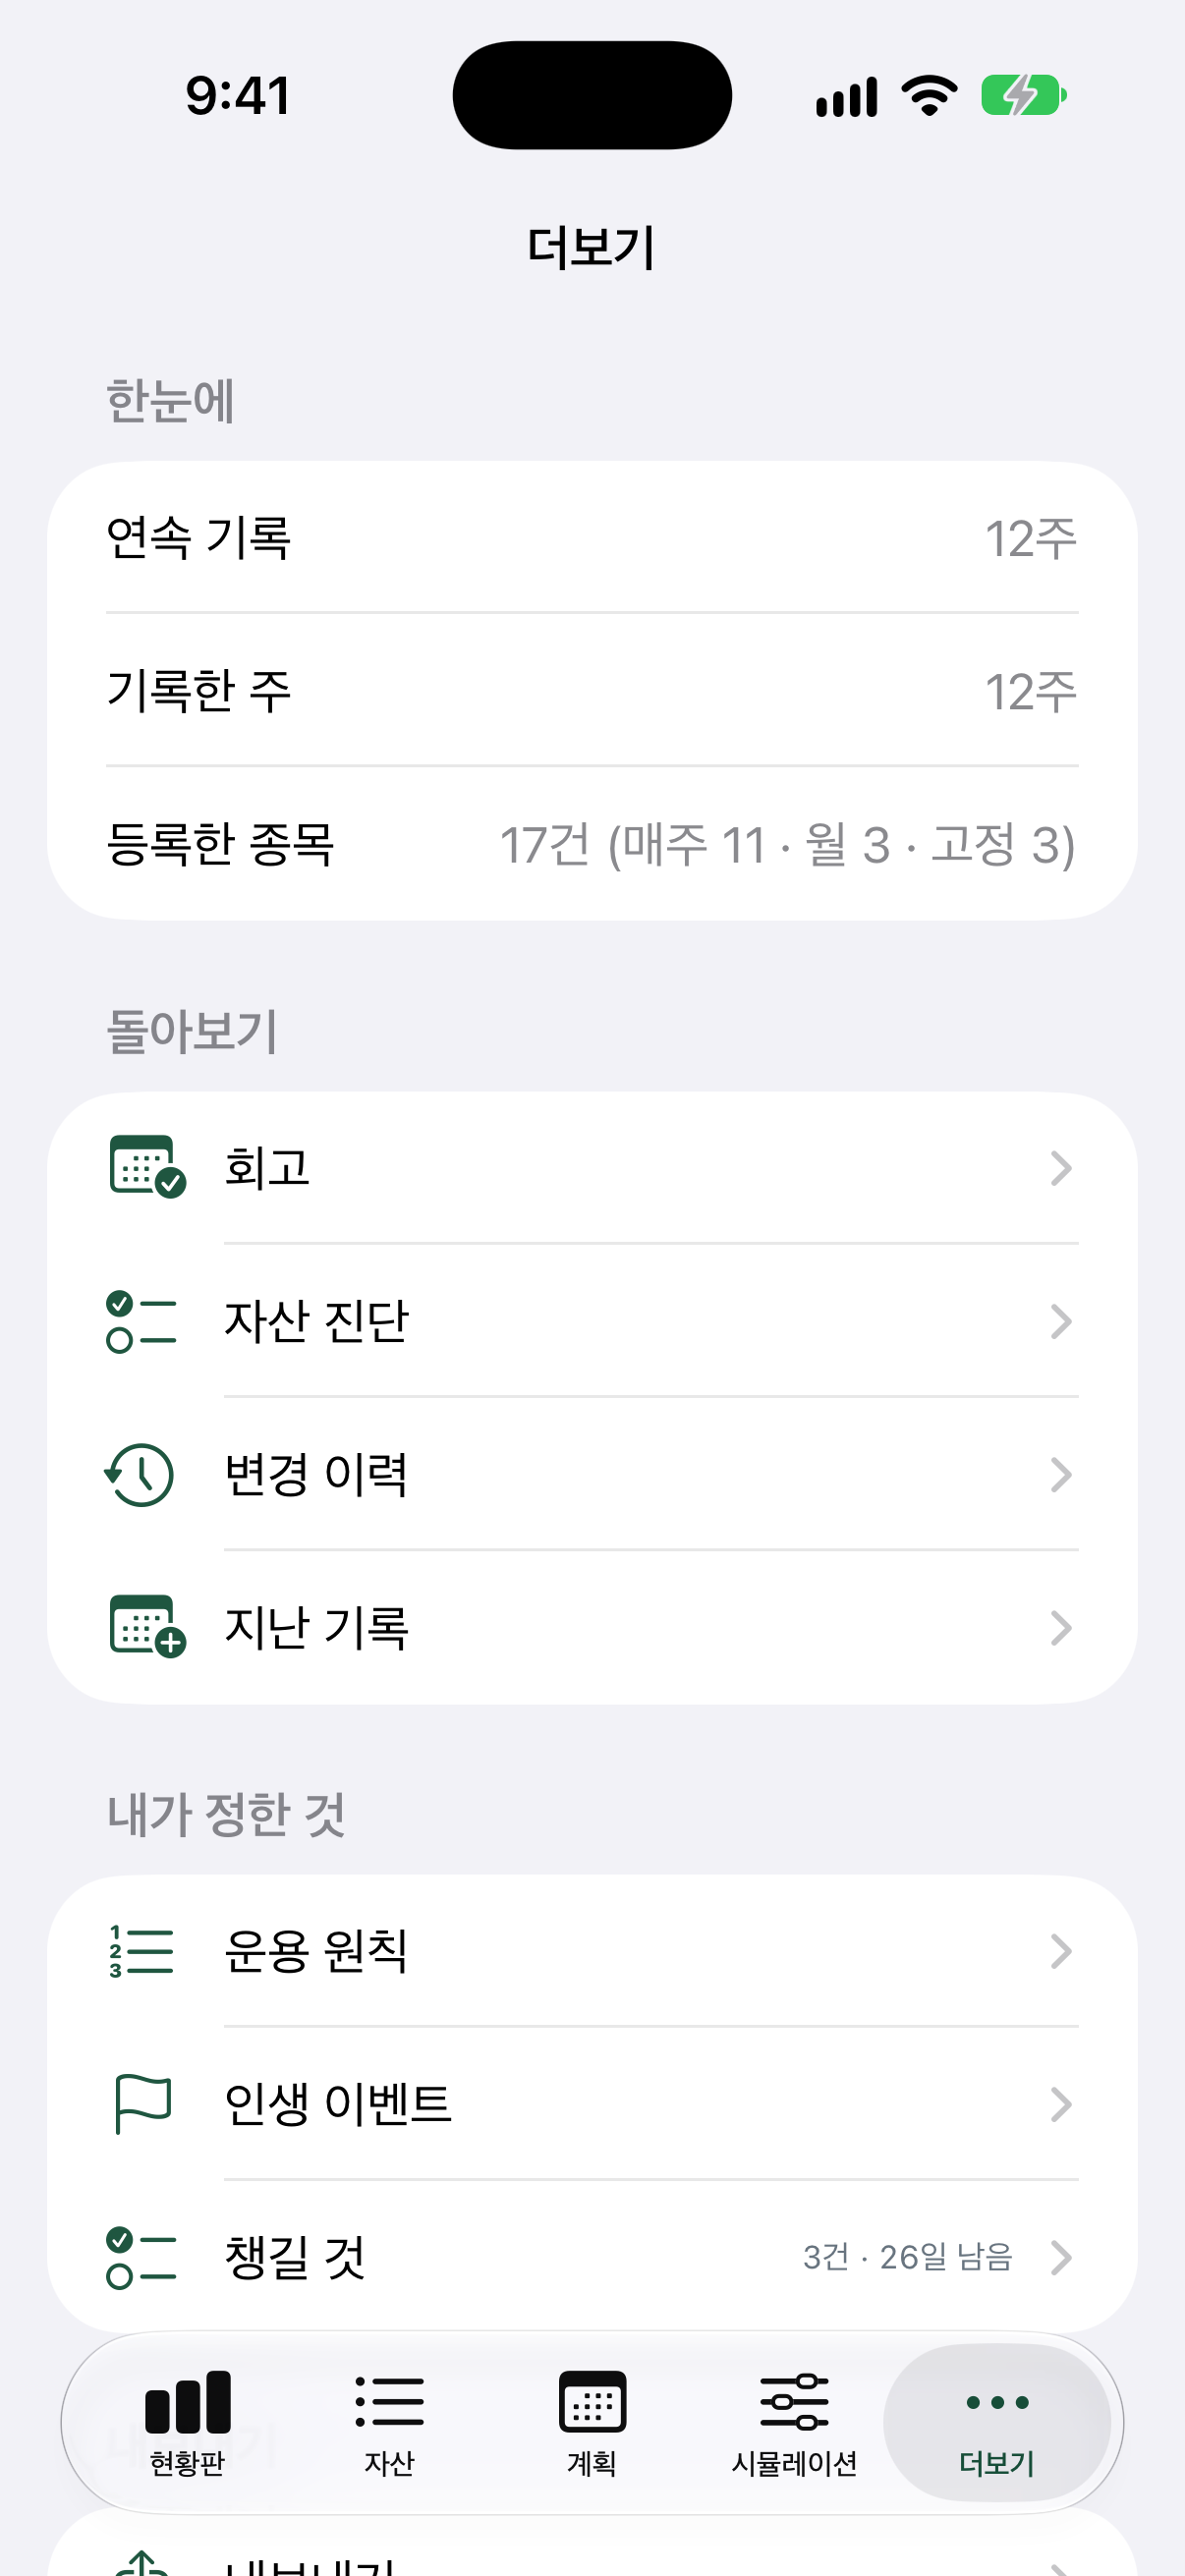 9:41
더보기
한눈에
연속 기록 12주
기록한 주 12주
등록한 종목 17건 (매주 11 · 월 3 · 고정 3)
돌아보기
회고
자산 진단
변경 이력
지난 기록
내가 정한 것
1 2 3 운용 원칙
인생 이벤트
챙길 것 3건 · 26일 남음
현황판 자산 계획 시뮬레이션 더보기